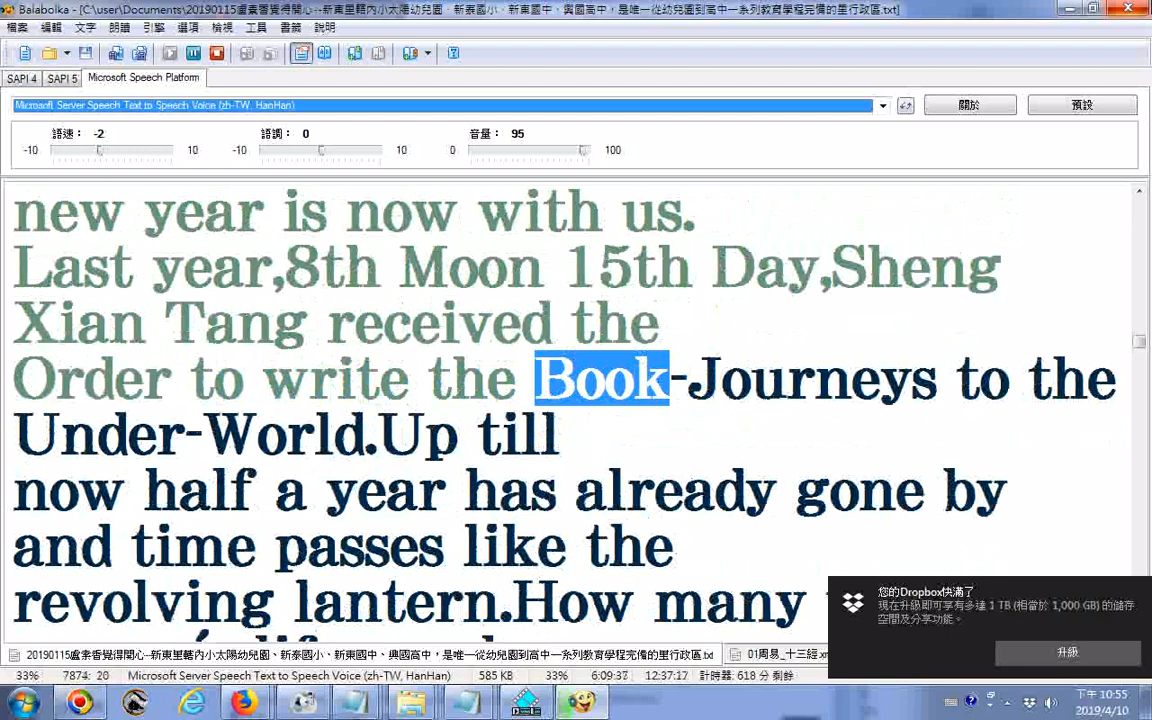 Balabolka - [C:\user\Documents\20190115盧素香覺得開心--新東里轄內小太陽幼兒園、新泰國小、新東國中、興國高中，是唯一從幼兒園到高中一系列教育學程完備的里行政區.txt]
檔案 編輯 文字 朗讀 引擎 選項 檢視 工具 書籤 說明
SAPI 4 SAPI 5 Microsoft Speech Platform
Microsoft Server Speech Text to Speech Voice (zh-TW, HanHan)
關於 預設
語速： -2 語調： 0 音量： 95
-10 10 -10 10 0 100
new year is now with us.
Last year,8th Moon 15th Day,Sheng
Xian Tang received the
Order to write the Book-Journeys to the
Under-World.Up till
now half a year has already gone by
and time passes like the
revolving lantern.How many
您的Dropbox快滿了
現在升級即可享有多達 1 TB (相當於 1,000 GB) 的儲存
空間及分享功能。
升級
20190115盧素香覺得開心--新東里轄內小太陽幼兒園、新泰國小、新東國中、興國高中，是唯一從幼兒園到高中一系列教育學程完備的里行政區.txt 01周易_十三經
33% 7874: 20 Microsoft Server Speech Text to Speech Voice (zh-TW, HanHan) 585 KB 33% 6:09:37 12:37:17 計時器: 618 分 剩餘
下午 10:55
2019/4/10